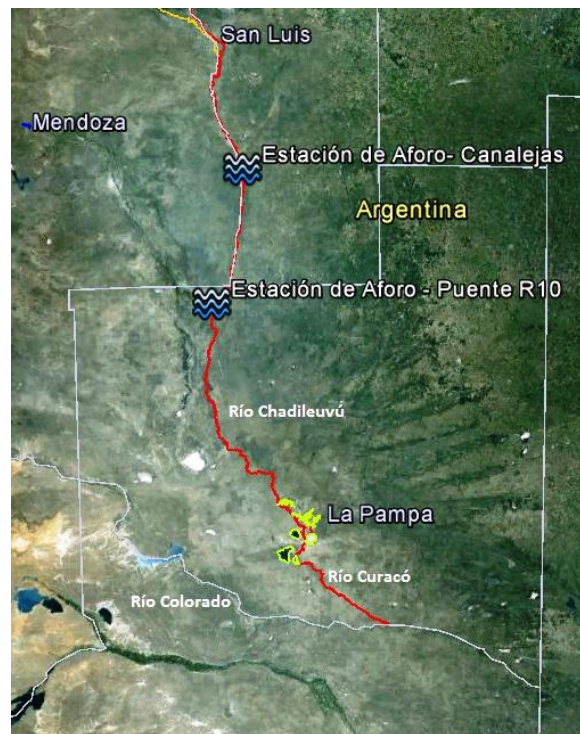 San Luis
Mendoza
Estación de Aforo- Canalejas
Argentina
Estación de Aforo - Puente R10
Río Chadileuvú
La Pampa
Río Curacó
Río Colorado